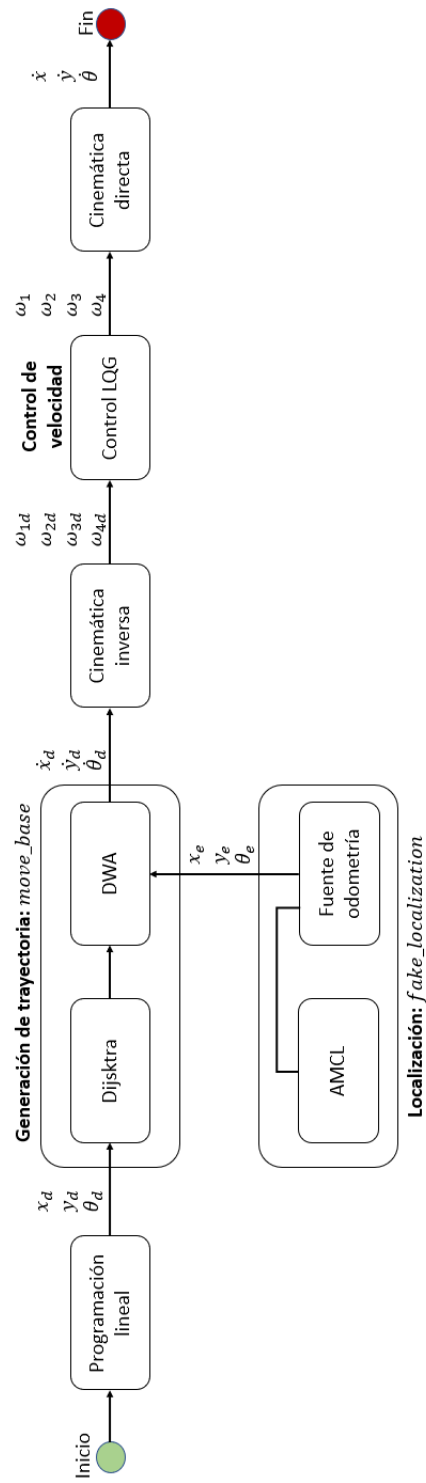 Inicio
Programación
lineal
x_d
y_d
θ_d
Generación de trayectoria: move_base
Dijsktra
DWA
x_e
y_e
θ_e
AMCL
Fuente de
odometría
Localización: fake_localization
ẋ_d
ẏ_d
θ̇_d
Cinemática
inversa
ω_1d
ω_2d
ω_3d
ω_4d
Control de
velocidad
Control LQG
ω_1
ω_2
ω_3
ω_4
Cinemática
directa
ẋ
ẏ
θ̇
Fin